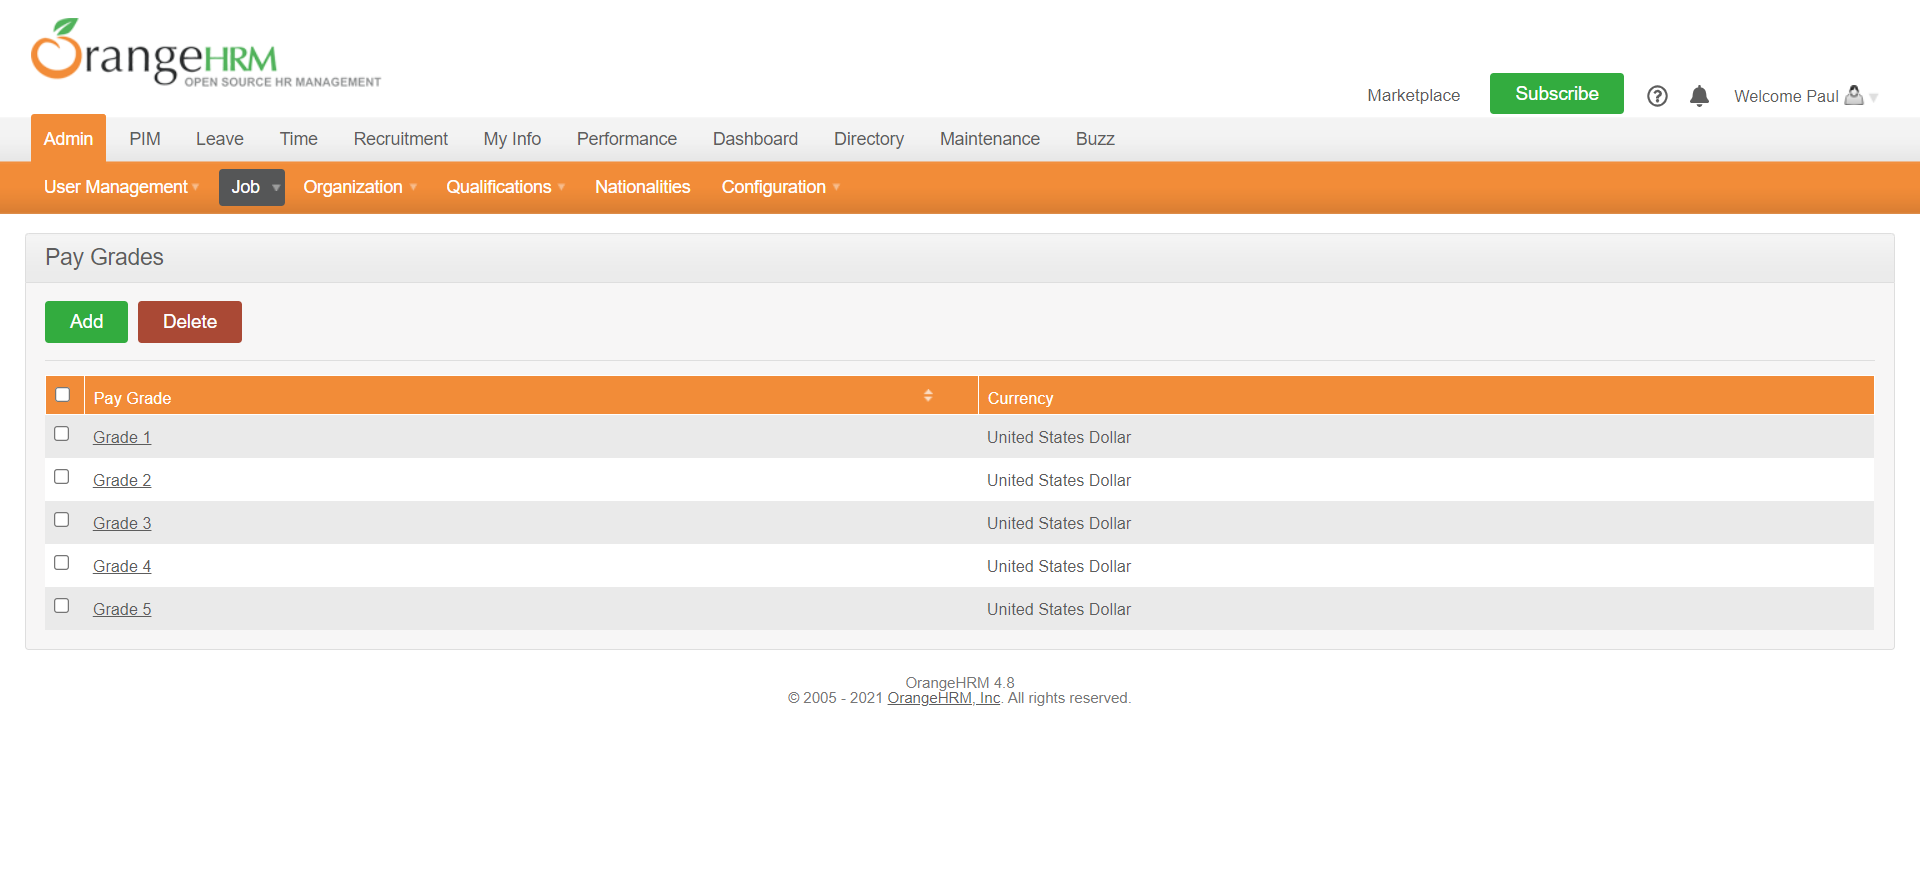 OrangeHRM
OPEN SOURCE HR MANAGEMENT
Marketplace
Subscribe
Welcome Paul
Admin PIM Leave Time Recruitment My Info Performance Dashboard Directory Maintenance Buzz
User Management Job Organization Qualifications Nationalities Configuration
Pay Grades
Add Delete
Pay Grade Currency
Grade 1 United States Dollar
Grade 2 United States Dollar
Grade 3 United States Dollar
Grade 4 United States Dollar
Grade 5 United States Dollar
OrangeHRM 4.8
© 2005 - 2021 OrangeHRM, Inc. All rights reserved.